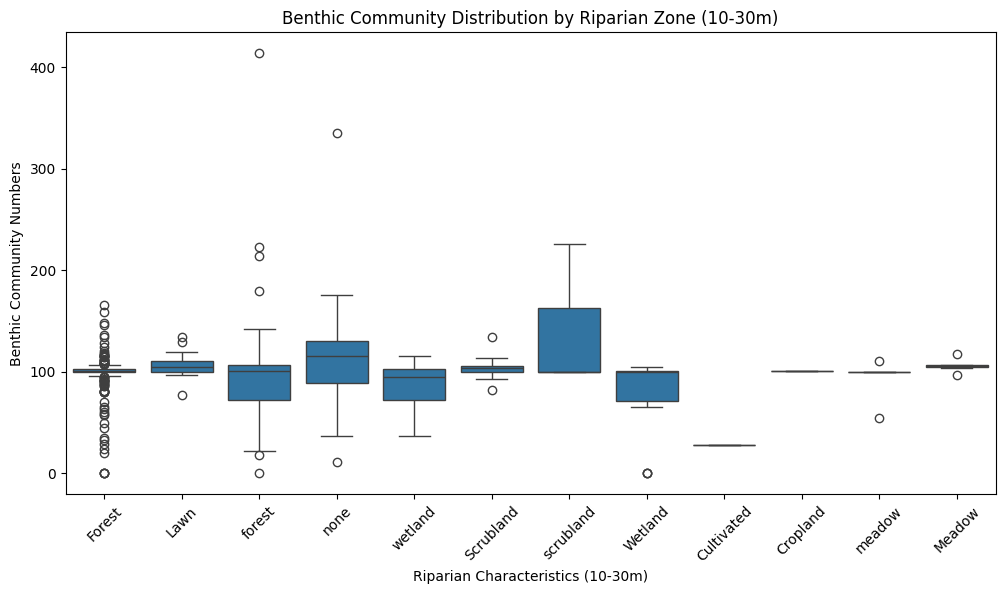 Benthic Community Distribution by Riparian Zone (10-30m)
Benthic Community Numbers
400
300
200
100
0
Forest
Lawn
forest
none
wetland
Scrubland
scrubland
Wetland
Cultivated
Cropland
meadow
Meadow
Riparian Characteristics (10-30m)